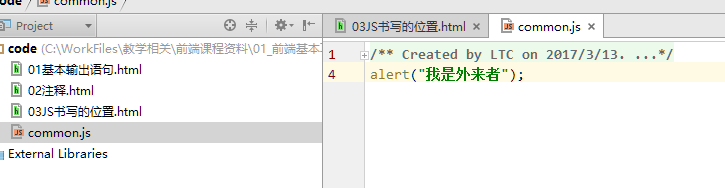 code
common.js
Project
03JS书写的位置.html
common.js
code (C:\WorkFiles\教学相关\前端课程资料\01_前端基本
01基本输出语句.html
02注释.html
03JS书写的位置.html
common.js
External Libraries
1 /** Created by LTC on 2017/3/13. ...*/
4 alert("我是外来者");